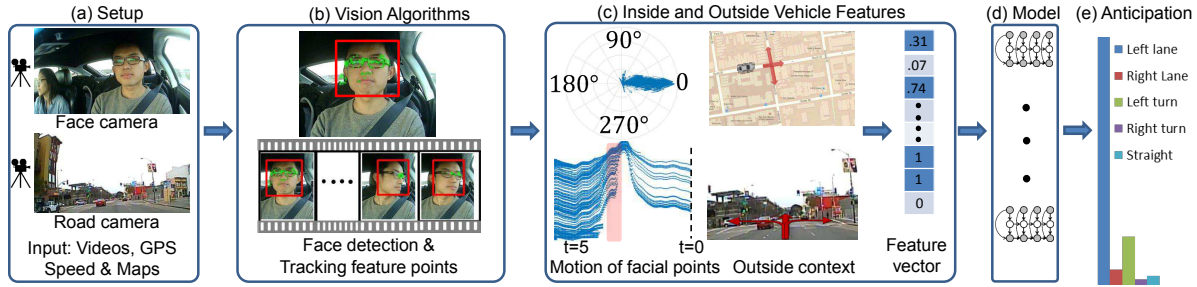 (a) Setup
Face camera
Road camera
Input: Videos, GPS
Speed & Maps
(b) Vision Algorithms
Face detection &
Tracking feature points
(c) Inside and Outside Vehicle Features
90°
180°
0
270°
t=5
t=0
Motion of facial points
Outside context
.31
.07
.74
1
1
0
Feature
vector
(d) Model
(e) Anticipation
Left lane
Right Lane
Left turn
Right turn
Straight